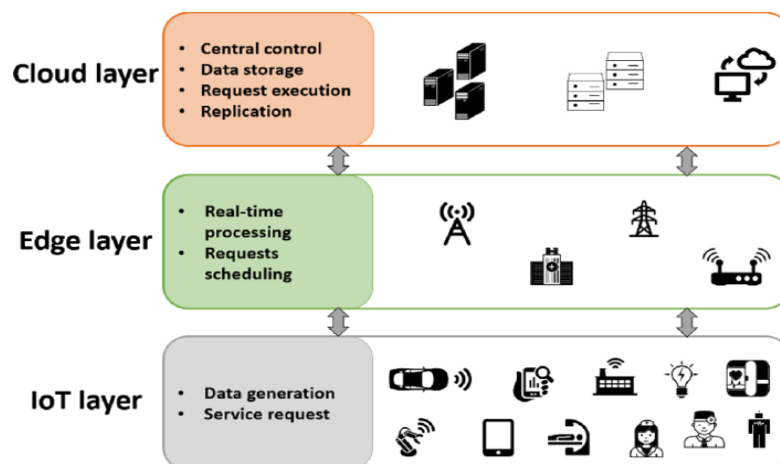 Cloud layer
• Central control
• Data storage
• Request execution
• Replication
Edge layer
• Real-time
processing
• Requests
scheduling
IoT layer
• Data generation
• Service request